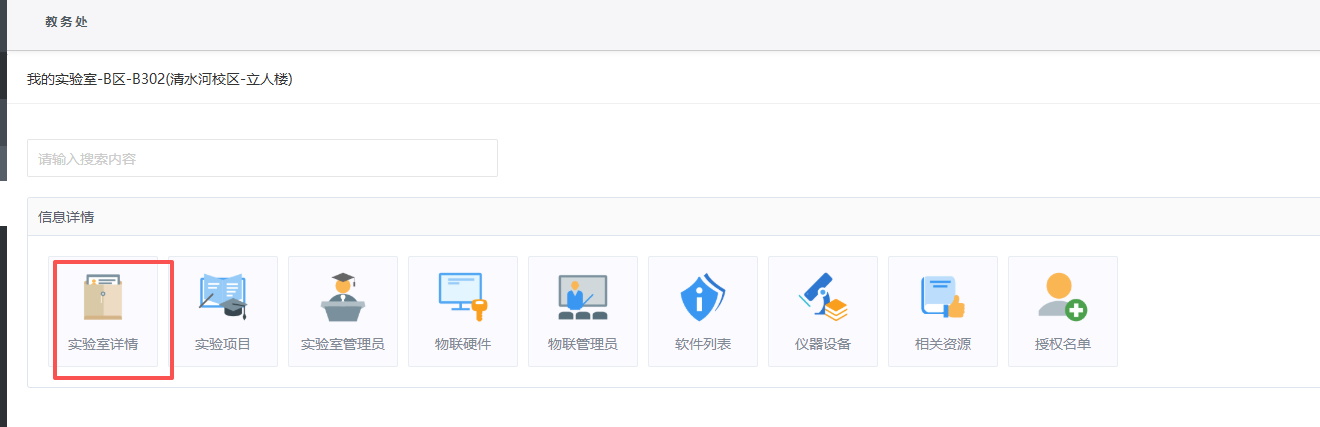 教务处
我的实验室-B区-B302(清水河校区-立人楼)
请输入搜索内容
信息详情
实验室详情 实验项目 实验室管理员 物联硬件 物联管理员 软件列表 仪器设备 相关资源 授权名单